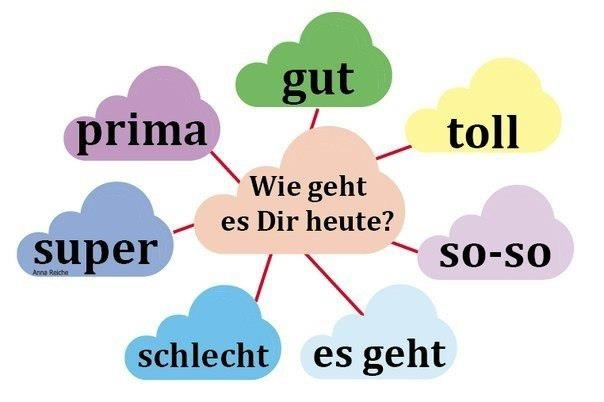 gut
prima
toll
Wie geht
es Dir heute?
super
Anna Reiche
so-so
schlecht
es geht